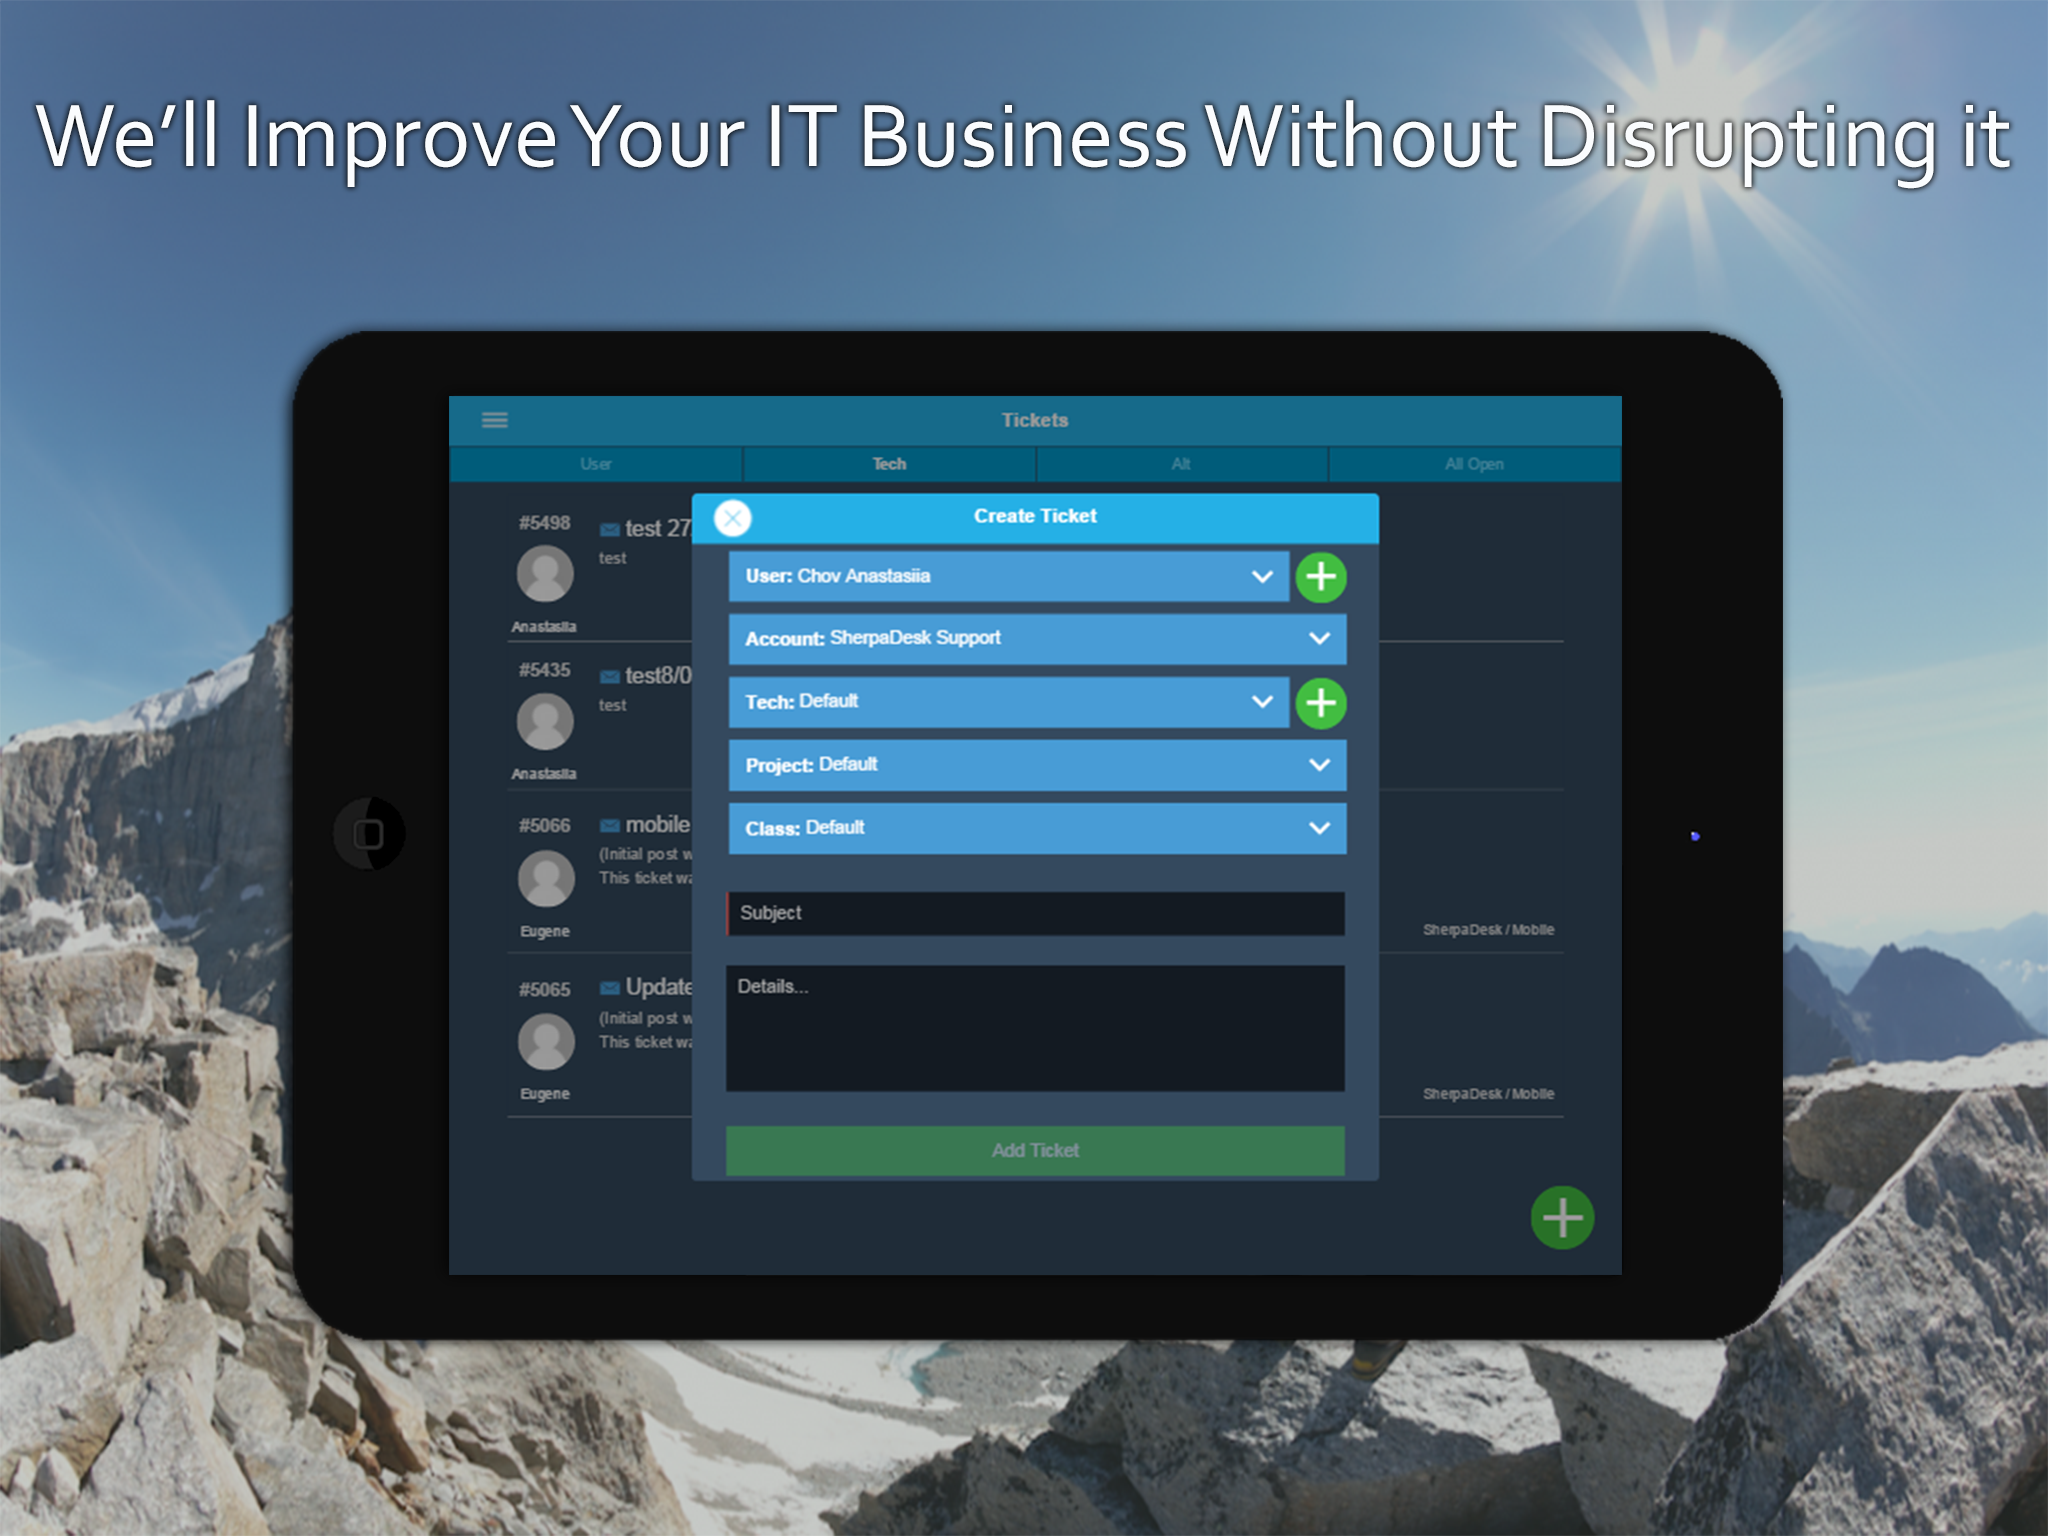 We‘ll Improve Your IT Business Without Disrupting it
Tickets
User
Tech
Alt
All Open
Create Ticket
#5498
test 27
test
Anastasiia
#5435
test8/0
test
Anastasiia
#5066
mobile
(Initial post w
This ticket wa
Eugene
SherpaDesk / Mobile
#5065
Update
(Initial post w
This ticket wa
Eugene
SherpaDesk / Mobile
User: Chov Anastasiia
Account: SherpaDesk Support
Tech: Default
Project: Default
Class: Default
Subject
Details...
Add Ticket